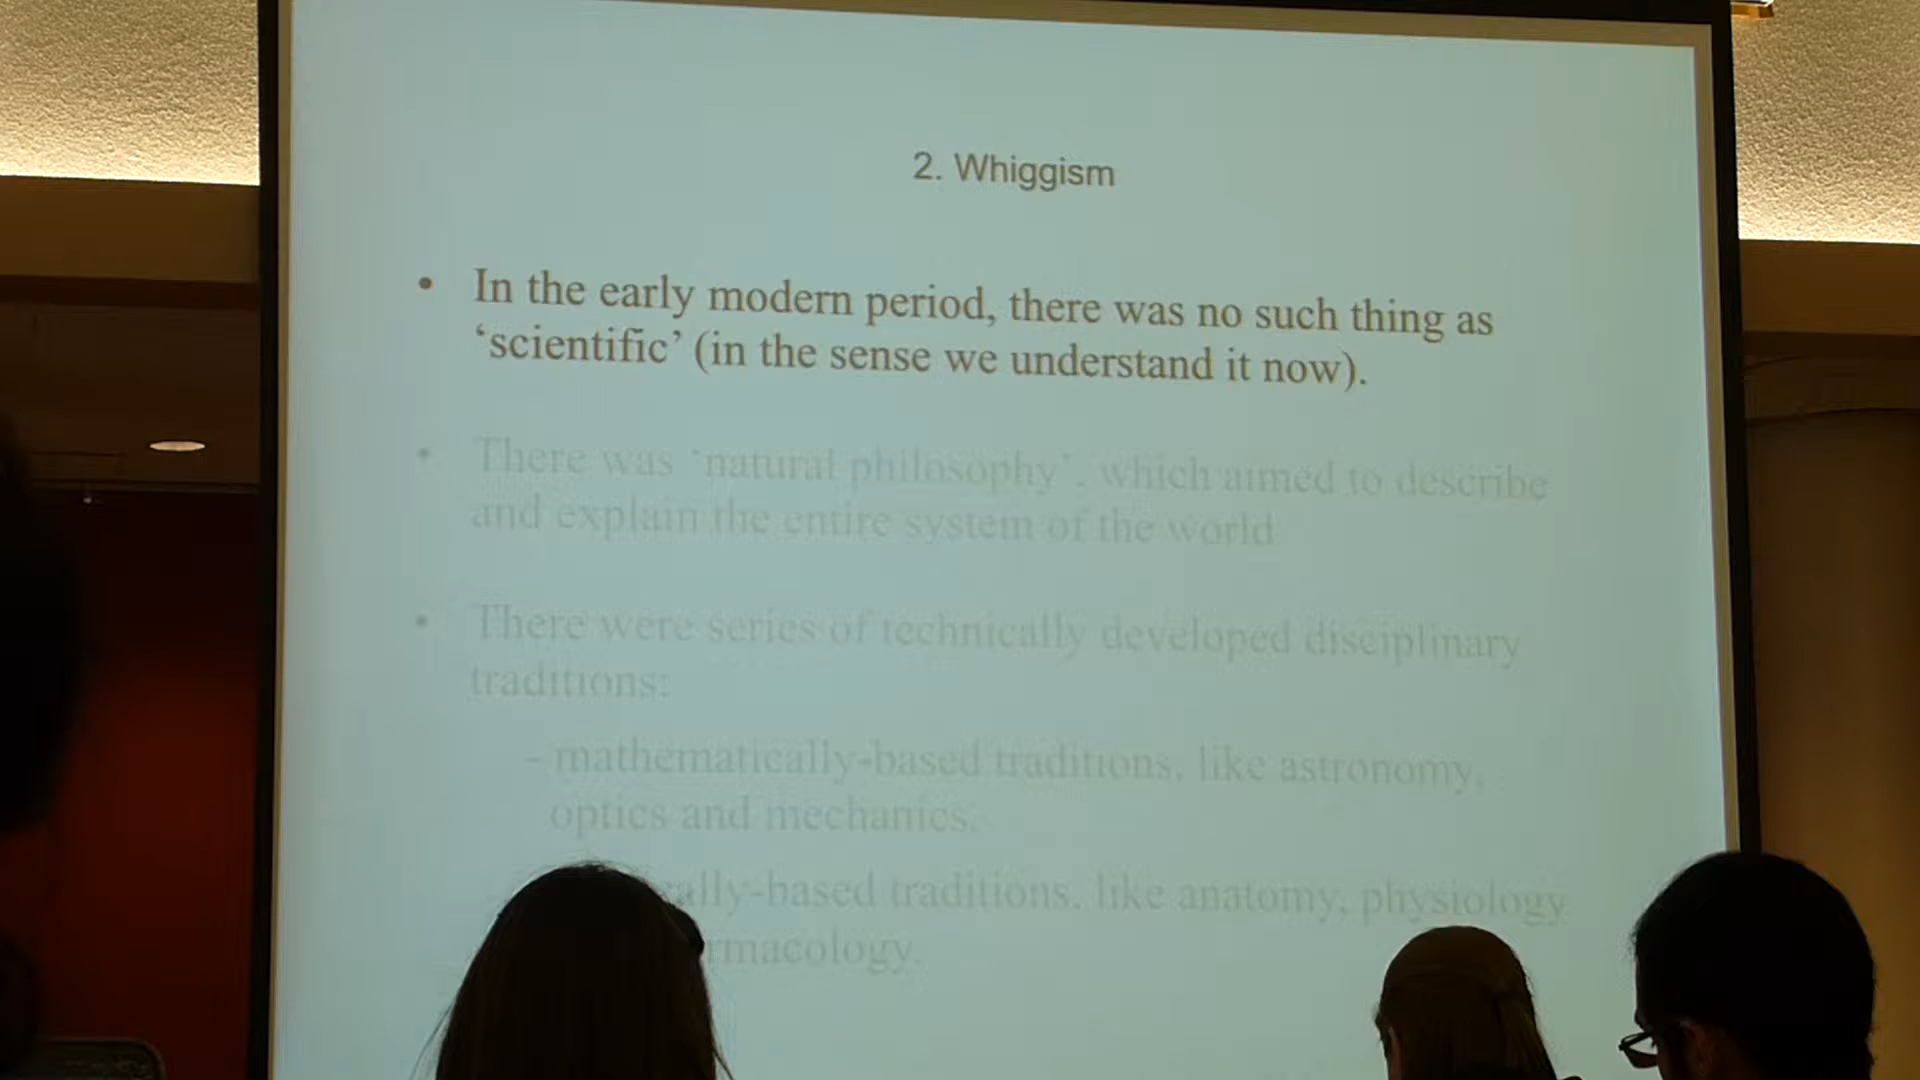 2. Whiggism
• In the early modern period, there was no such thing as
‘scientific’ (in the sense we understand it now).
• There was ‘natural philosophy’, which aimed to describe
and explain the entire system of the world
• There were series of technically developed disciplinary
traditions:
- mathematically-based traditions, like astronomy,
optics and mechanics.
traditions, like anatomy, physiology